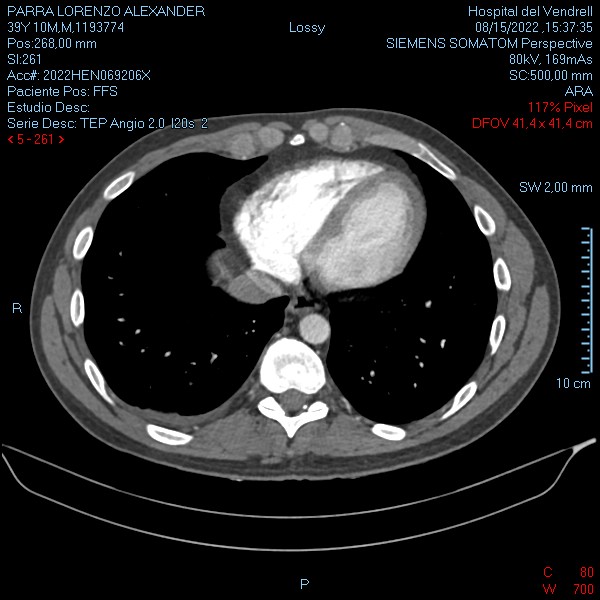 PARRA LORENZO ALEXANDER
39Y 10M,M,1193774
Pos:268,00 mm
SI:261
Acc#: 2022HEN069206X
Paciente Pos: FFS
Estudio Desc:
Serie Desc: TEP Angio 2.0 I20s 2
< 5 - 261 >
Lossy
Hospital del Vendrell
08/15/2022 ,15:37:35
SIEMENS SOMATOM Perspective
80kV, 169mAs
SC:500,00 mm
ARA
117% Pixel
DFOV 41,4 x 41,4 cm
SW 2,00 mm
R
10 cm
P
C 80
W 700